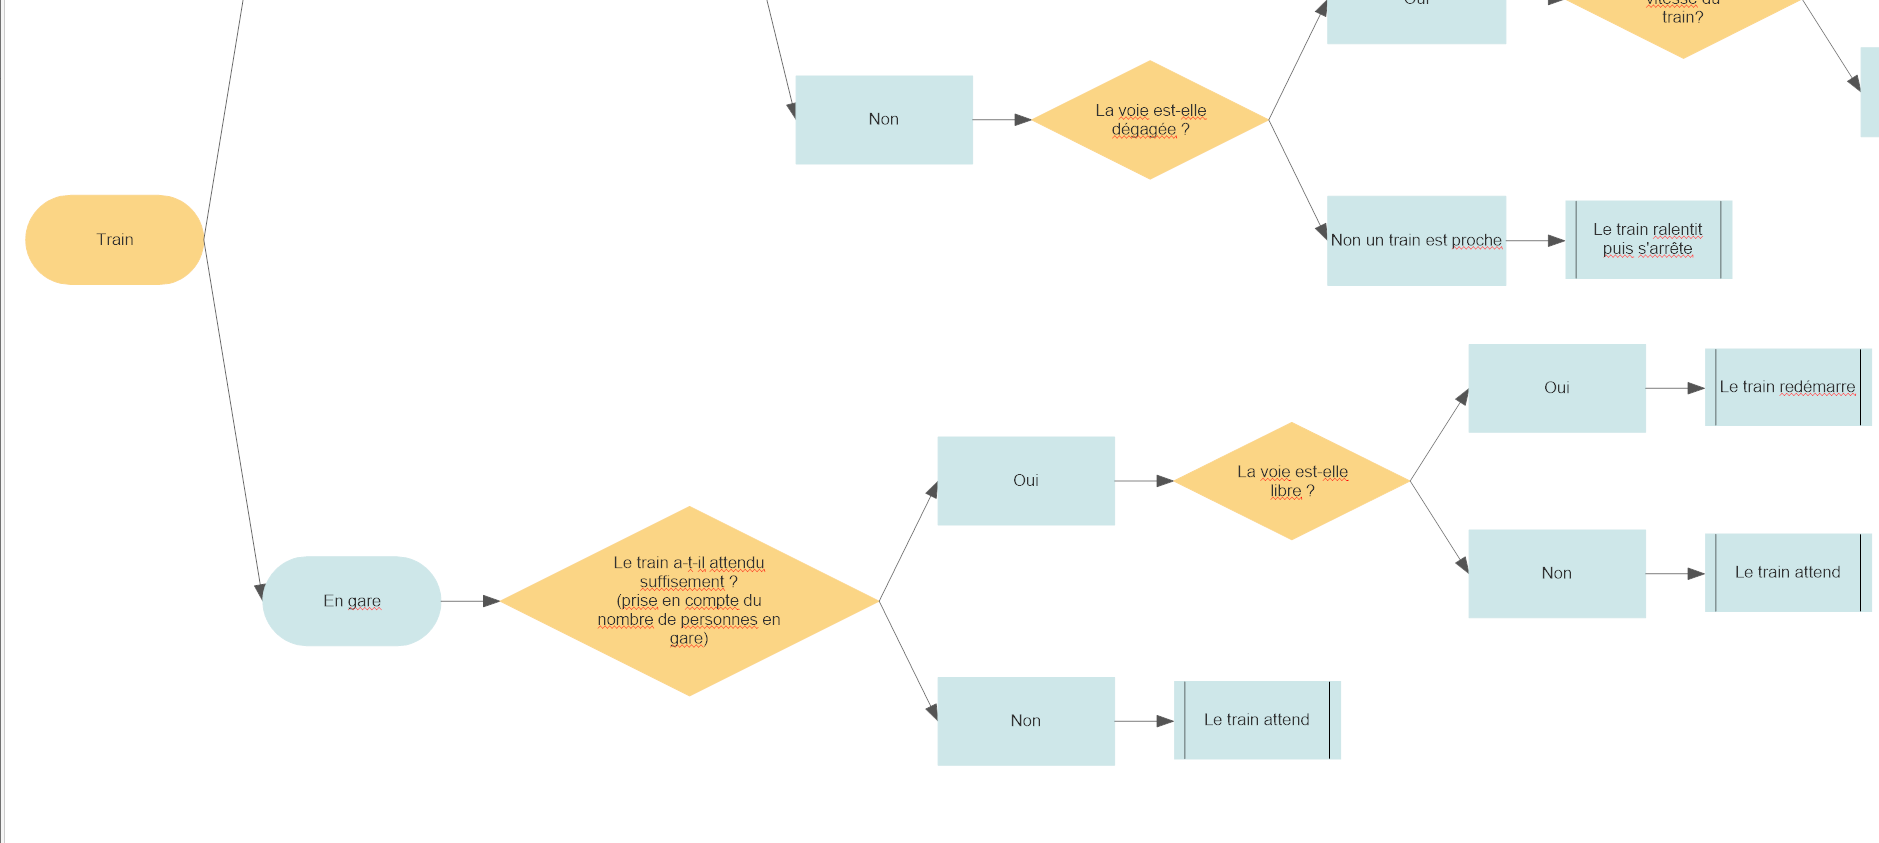 vitesse du
train?
Non
La voie est-elle
dégagée ?
Train
Non un train est proche
Le train ralentit
puis s'arrête
Oui
Le train redémarre
Oui
La voie est-elle
libre ?
Non
Le train attend
En gare
Le train a-t-il attendu
suffisement ?
(prise en compte du
nombre de personnes en
gare)
Non
Le train attend